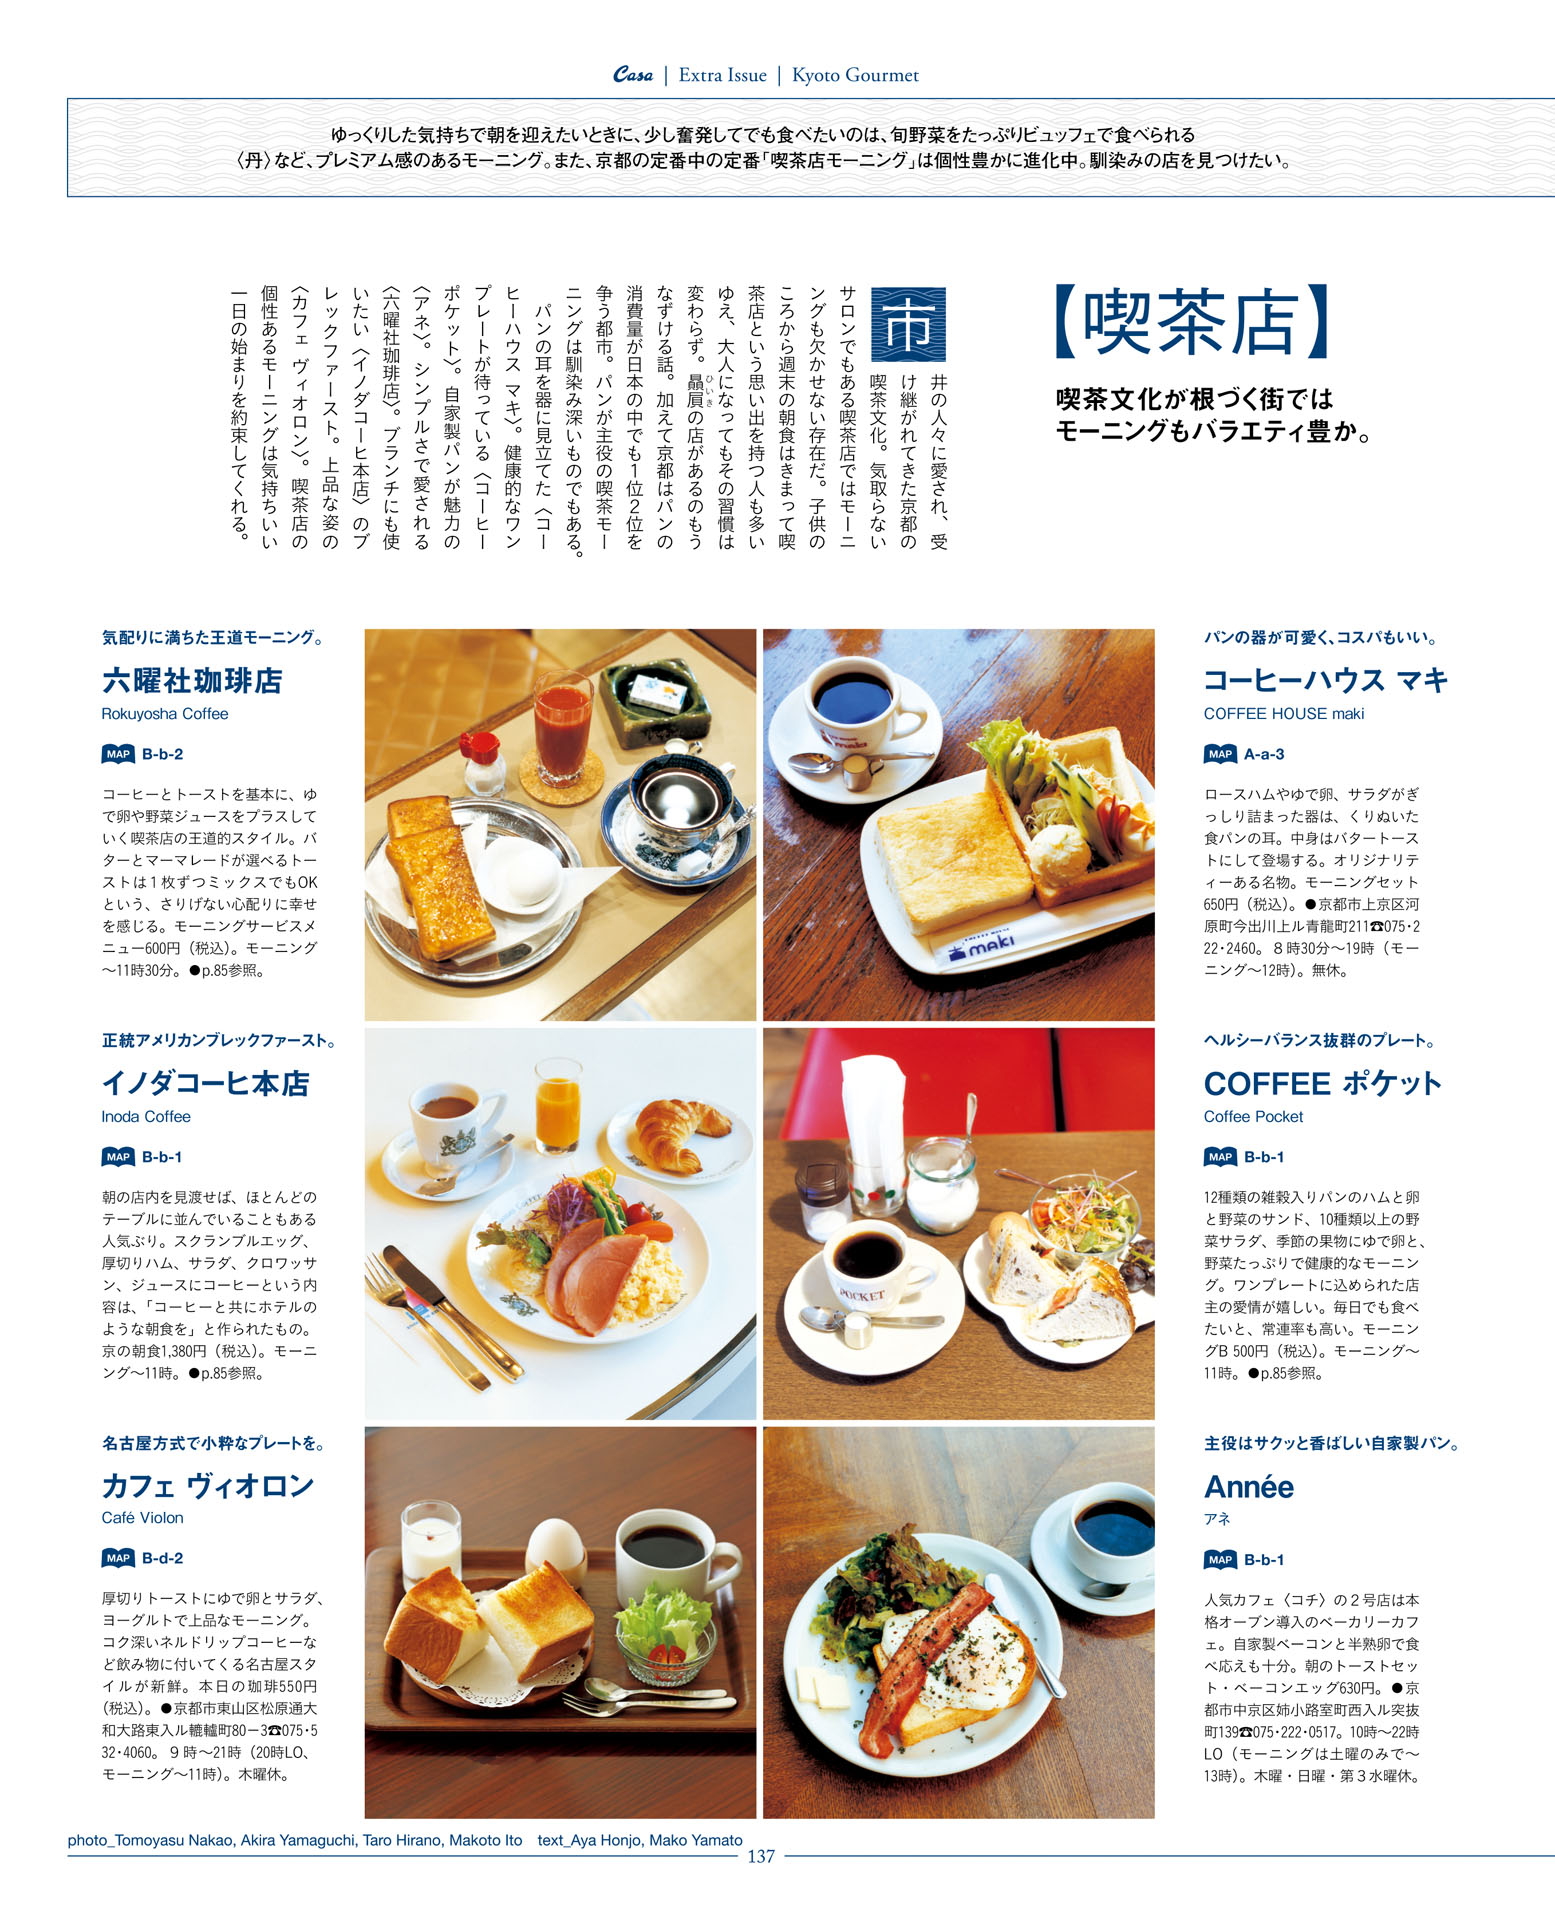 Casa | Extra Issue | Kyoto Gourmet
ゆっくりした気持ちで朝を迎えたいときに、少し奮発してでも食べたいのは、旬野菜をたっぷりビュッフェで食べられる
〈丹〉など、プレミアム感のあるモーニング。また、京都の定番中の定番「喫茶店モーニング」は個性豊かに進化中。馴染みの店を見つけたい。
【喫茶店】
喫茶文化が根づく街では
モーニングもバラエティ豊か。
市
井の人々に愛され、受
け継がれてきた京都の
喫茶文化。気取らない
サロンでもある喫茶店ではモーニ
ングも欠かせない存在だ。子供の
ころから週末の朝食はきまって喫
茶店という思い出を持つ人も多い
ゆえ、大人になってもその習慣は
変わらず。贔屓の店があるのもう
ひいき
なずける話。加えて京都はパンの
消費量が日本の中でも1位2位を
争う都市。パンが主役の喫茶モー
ニングは馴染み深いものでもある。
パンの耳を器に見立てた〈コー
ヒーハウス マキ〉。健康的なワン
プレートが待っている〈コーヒー
ポケット〉。自家製パンが魅力の
〈アネ〉。シンプルさで愛される
〈六曜社珈琲店〉。ブランチにも使
いたい〈イノダコーヒ本店〉のブ
レックファースト。上品な姿の
〈カフェ ヴィオロン〉。喫茶店の
個性あるモーニングは気持ちいい
一日の始まりを約束してくれる。
パンの器が可愛く、コスパもいい。
コーヒーハウス マキ
COFFEE HOUSE maki
MAP A-a-3
ロースハムやゆで卵、サラダがぎ
っしり詰まった器は、くりぬいた
食パンの耳。中身はバタートース
トにして登場する。オリジナリテ
ィーある名物。モーニングセット
650円（税込）。●京都市上京区河
原町今出川上ル青龍町211☎075・2
22・2460。8時30分〜19時（モー
ニング〜12時）。無休。
maki
COFFEE HOUSE
maki
ヘルシーバランス抜群のプレート。
COFFEE ポケット
Coffee Pocket
MAP B-b-1
12種類の雑穀入りパンのハムと卵
と野菜のサンド、10種類以上の野
菜サラダ、季節の果物にゆで卵と、
野菜たっぷりで健康的なモーニン
グ。ワンプレートに込められた店
主の愛情が嬉しい。毎日でも食べ
たいと、常連率も高い。モーニン
グB 500円（税込）。モーニング〜
11時。●p.85参照。
POCKET
主役はサクッと香ばしい自家製パン。
Année
アネ
MAP B-b-1
人気カフェ〈コチ〉の2号店は本
格オーブン導入のベーカリーカフ
ェ。自家製ベーコンと半熟卵で食
べ応えも十分。朝のトーストセッ
ト・ベーコンエッグ630円。●京
都市中京区姉小路室町西入ル突抜
町139☎075・222・0517。10時〜22時
LO（モーニングは土曜のみで〜
13時）。木曜・日曜・第3水曜休。
気配りに満ちた王道モーニング。
六曜社珈琲店
Rokuyosha Coffee
MAP B-b-2
コーヒーとトーストを基本に、ゆ
で卵や野菜ジュースをプラスして
いく喫茶店の王道的スタイル。バ
ターとマーマレードが選べるトー
ストは1枚ずつミックスでもOK
という、さりげない心配りに幸せ
を感じる。モーニングサービスメ
ニュー600円（税込）。モーニング
〜11時30分。●p.85参照。
正統アメリカンブレックファースト。
イノダコーヒ本店
Inoda Coffee
MAP B-b-1
朝の店内を見渡せば、ほとんどの
テーブルに並んでいることもある
人気ぶり。スクランブルエッグ、
厚切りハム、サラダ、クロワッサ
ン、ジュースにコーヒーという内
容は、「コーヒーと共にホテルの
ような朝食を」と作られたもの。
京の朝食1,380円（税込）。モーニ
ング〜11時。●p.85参照。
名古屋方式で小粋なプレートを。
カフェ ヴィオロン
Café Violon
MAP B-d-2
厚切りトーストにゆで卵とサラダ、
ヨーグルトで上品なモーニング。
コク深いネルドリップコーヒーな
ど飲み物に付いてくる名古屋スタ
イルが新鮮。本日の珈琲550円
（税込）。●京都市東山区松原通大
和大路東入ル轆轤町80−3☎075・5
32・4060。9時〜21時（20時LO、
モーニング〜11時）。木曜休。
photo_Tomoyasu Nakao, Akira Yamaguchi, Taro Hirano, Makoto Ito text_Aya Honjo, Mako Yamato
137